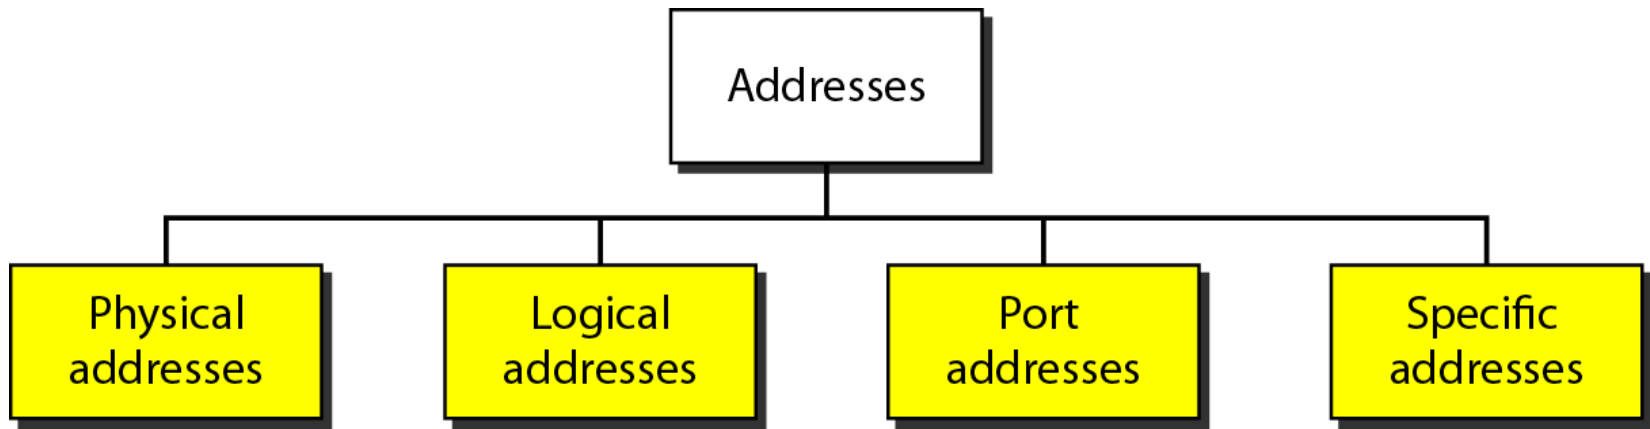 Addresses
Physical
addresses
Logical
addresses
Port
addresses
Specific
addresses